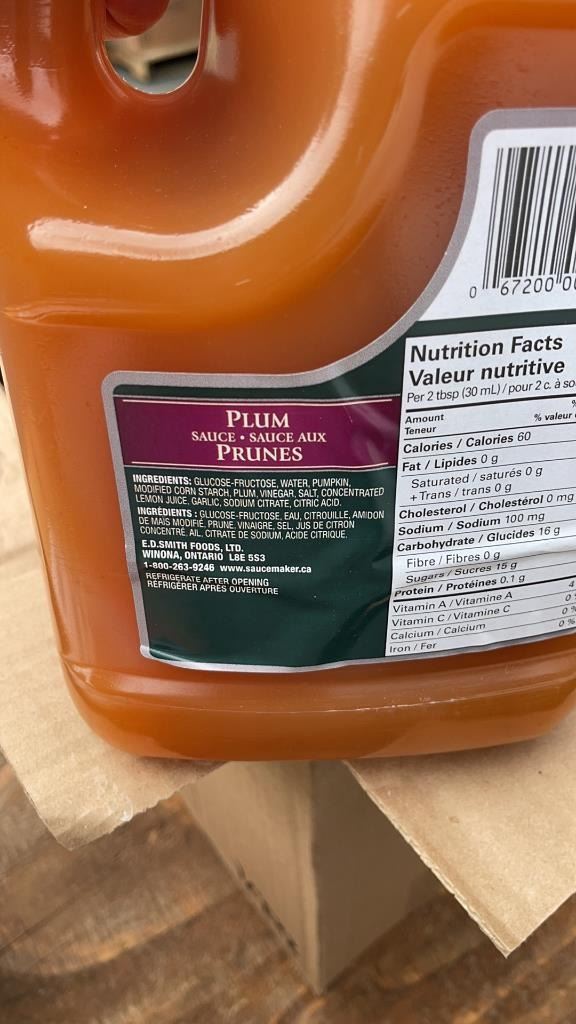 PLUM
SAUCE • SAUCE AUX
PRUNES
INGREDIENTS: GLUCOSE-FRUCTOSE, WATER, PUMPKIN,
MODIFIED CORN STARCH, PLUM, VINEGAR, SALT, CONCENTRATED
LEMON JUICE, GARLIC, SODIUM CITRATE, CITRIC ACID.
INGRÉDIENTS : GLUCOSE-FRUCTOSE, EAU, CITROUILLE, AMIDON
DE MAIS MODIFIÉ, PRUNE, VINAIGRE, SEL, JUS DE CITRON
CONCENTRÉ, AIL, CITRATE DE SODIUM, ACIDE CITRIQUE.
E.D.SMITH FOODS, LTD.
WINONA, ONTARIO L8E 5S3
1-800-263-9246 www.saucemaker.ca
REFRIGERATE AFTER OPENING
RÉFRIGÉRER APRÈS OUVERTURE
0 67200 00
Nutrition Facts
Valeur nutritive
Per 2 tbsp (30 mL) / pour 2 c. à so
Amount %
Teneur % valeur
Calories / Calories 60
Fat / Lipides 0 g
Saturated / saturés 0 g
+ Trans / trans 0 g
Cholesterol / Cholestérol 0 mg
Sodium / Sodium 100 mg
Carbohydrate / Glucides 16 g
Fibre / Fibres 0 g
Sugars / Sucres 15 g
Protein / Protéines 0.1 g
Vitamin A / Vitamine A 4
Vitamin C / Vitamine C 0 %
Calcium / Calcium 0 %
Iron / Fer 0 %